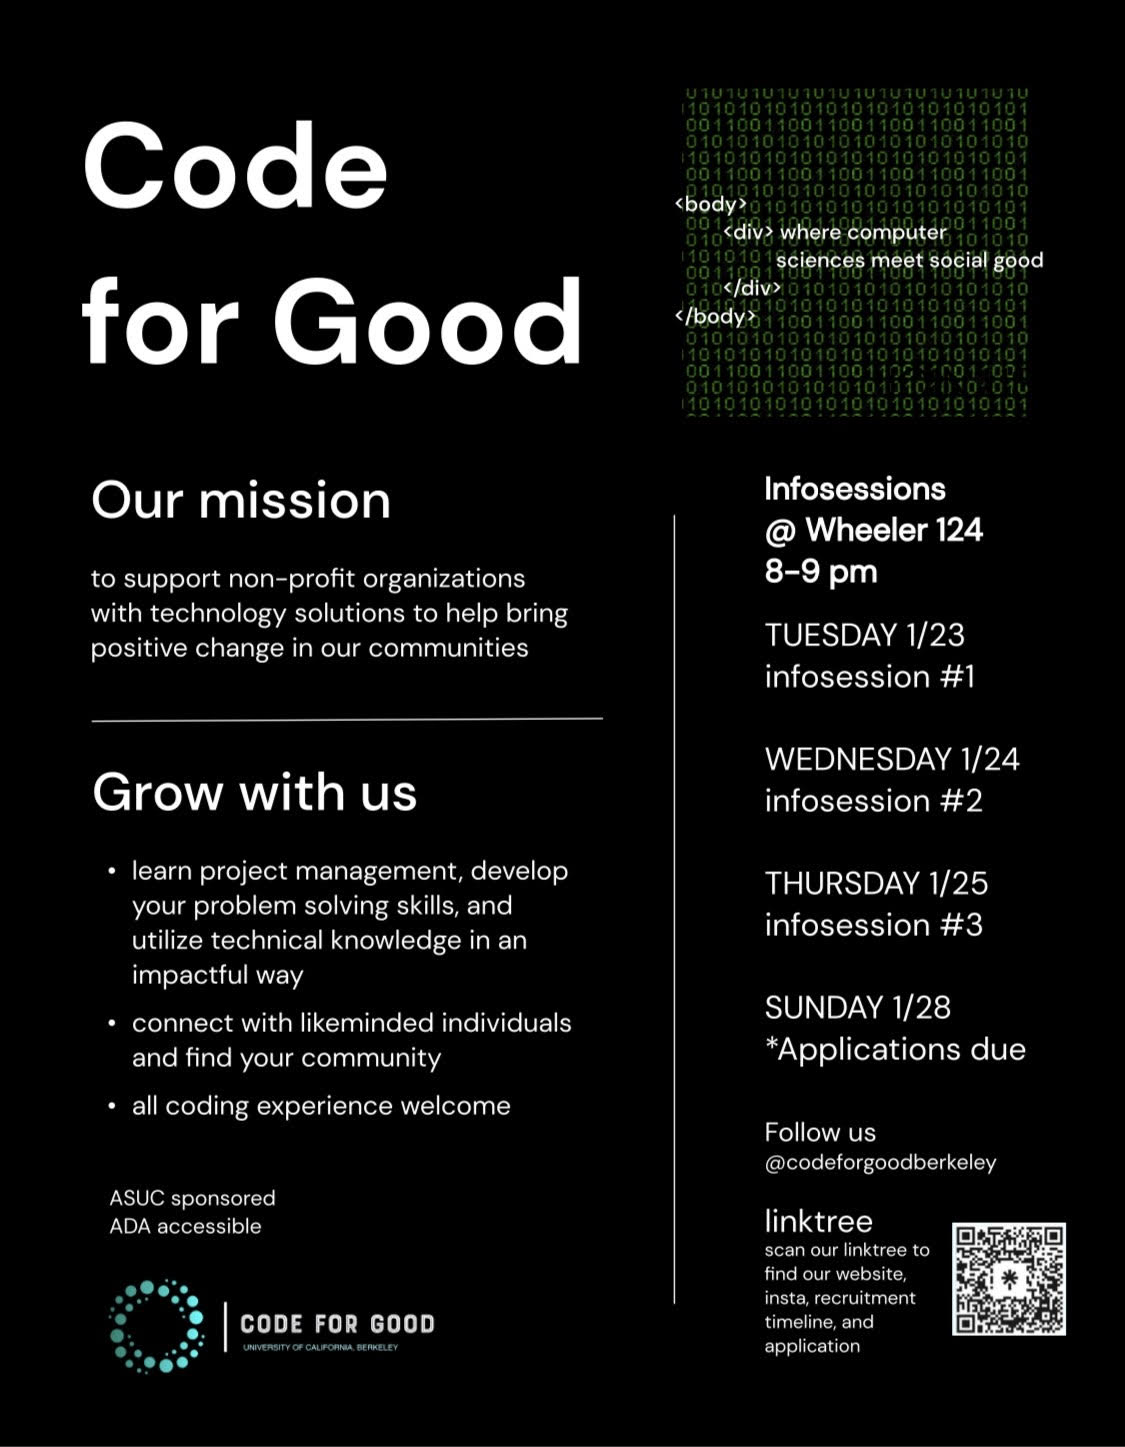 Code
for Good
<body>
<div> where computer
sciences meet social good
</div>
</body>
Our mission
to support non-profit organizations
with technology solutions to help bring
positive change in our communities
Grow with us
• learn project management, develop
your problem solving skills, and
utilize technical knowledge in an
impactful way
• connect with likeminded individuals
and find your community
• all coding experience welcome
ASUC sponsored
ADA accessible
CODE FOR GOOD
UNIVERSITY OF CALIFORNIA, BERKELEY
Infosessions
@ Wheeler 124
8-9 pm
TUESDAY 1/23
infosession #1
WEDNESDAY 1/24
infosession #2
THURSDAY 1/25
infosession #3
SUNDAY 1/28
*Applications due
Follow us
@codeforgoodberkeley
linktree
scan our linktree to
find our website,
insta, recruitment
timeline, and
application